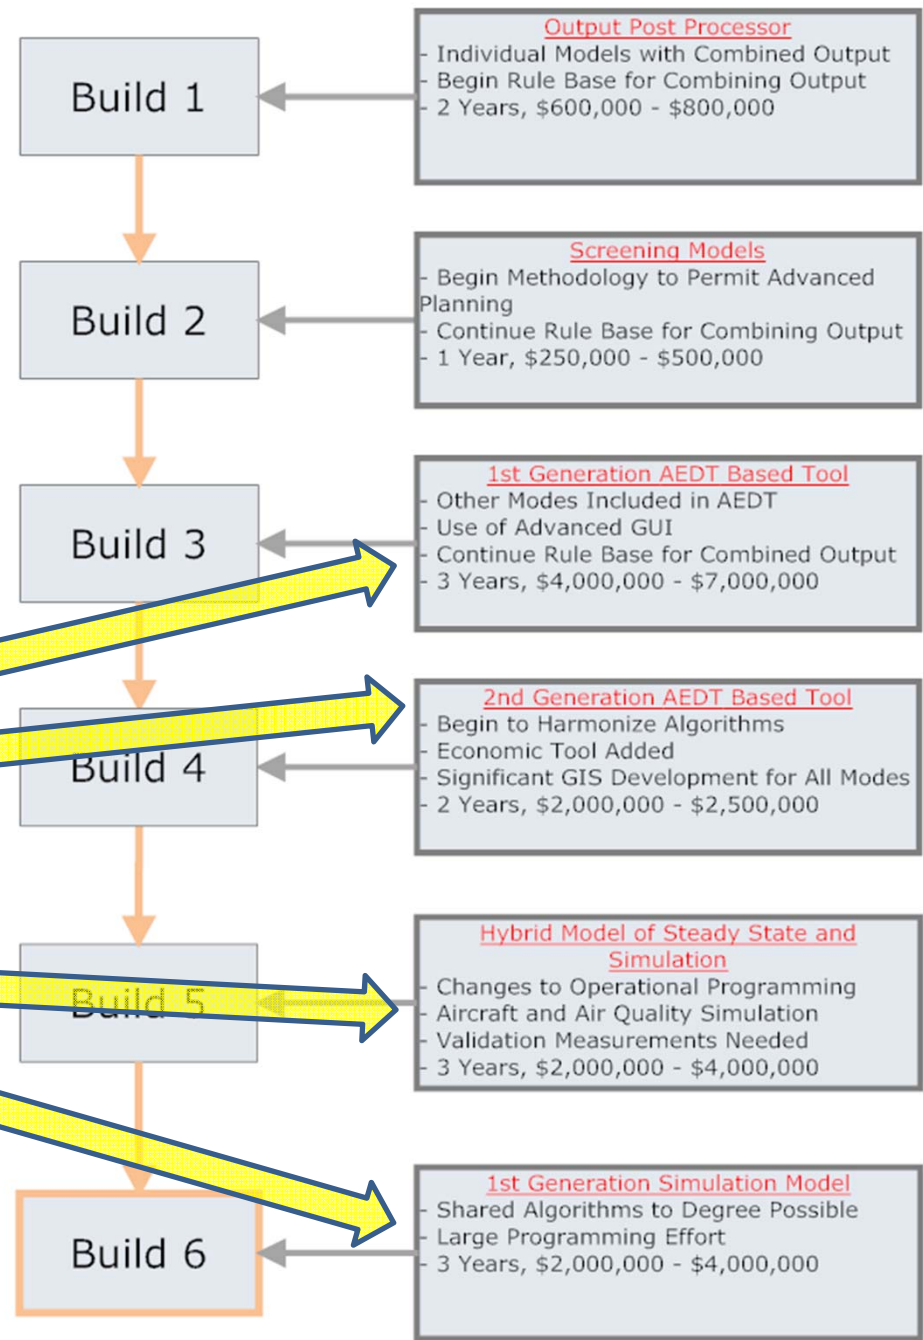 Build 1
Output Post Processor
- Individual Models with Combined Output
- Begin Rule Base for Combining Output
- 2 Years, $600,000 - $800,000
Build 2
Screening Models
- Begin Methodology to Permit Advanced
Planning
- Continue Rule Base for Combining Output
- 1 Year, $250,000 - $500,000
Build 3
1st Generation AEDT Based Tool
- Other Modes Included in AEDT
- Use of Advanced GUI
- Continue Rule Base for Combined Output
- 3 Years, $4,000,000 - $7,000,000
Build 4
2nd Generation AEDT Based Tool
- Begin to Harmonize Algorithms
- Economic Tool Added
- Significant GIS Development for All Modes
- 2 Years, $2,000,000 - $2,500,000
Build 5
Hybrid Model of Steady State and
Simulation
- Changes to Operational Programming
- Aircraft and Air Quality Simulation
- Validation Measurements Needed
- 3 Years, $2,000,000 - $4,000,000
Build 6
1st Generation Simulation Model
- Shared Algorithms to Degree Possible
- Large Programming Effort
- 3 Years, $2,000,000 - $4,000,000